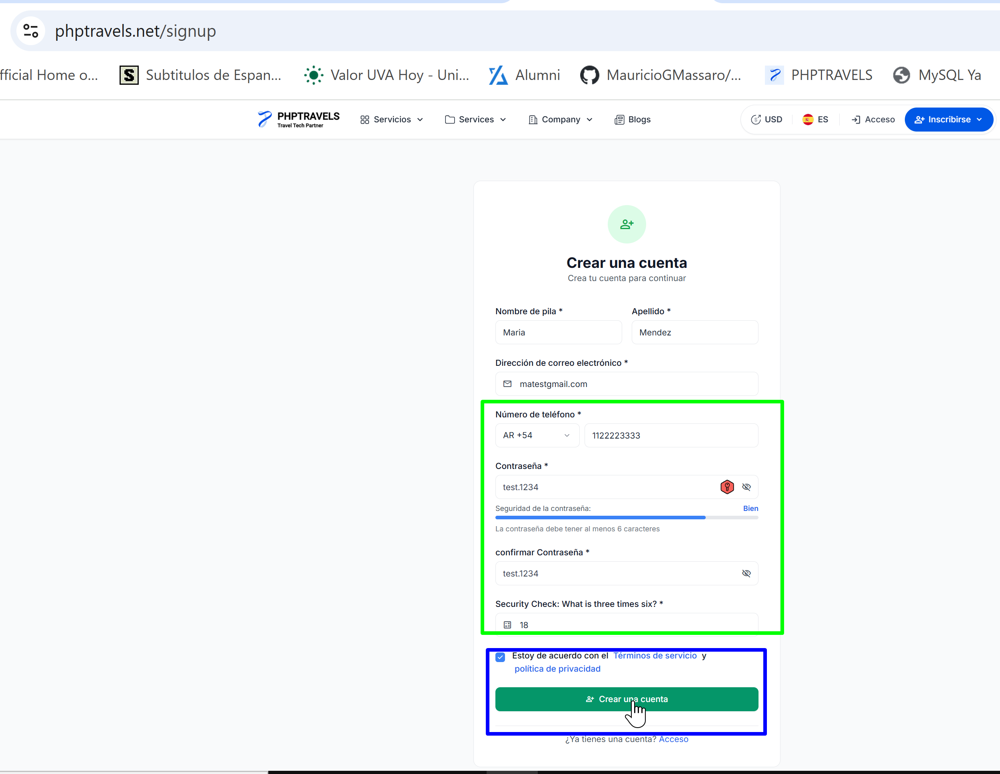 phptravels.net/signup
fficial Home o... Subtitulos de Espan... Valor UVA Hoy - Uni... Alumni MauricioGMassaro/... PHPTRAVELS MySQL Ya
PHPTRAVELS
Travel Tech Partner
Servicios Services Company Blogs USD ES Acceso Inscribirse
Crear una cuenta
Crea tu cuenta para continuar
Nombre de pila * Apellido *
Maria Mendez
Dirección de correo electrónico *
matestgmail.com
Número de teléfono *
AR +54 1122223333
Contraseña *
test.1234
Seguridad de la contraseña: Bien
La contraseña debe tener al menos 6 caracteres
confirmar Contraseña *
test.1234
Security Check: What is three times six? *
18
Estoy de acuerdo con el Términos de servicio y
política de privacidad
Crear una cuenta
¿Ya tienes una cuenta? Acceso